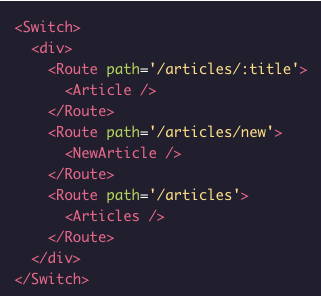 <Switch>
  <div>
    <Route path='/articles/:title'>
      <Article />
    </Route>
    <Route path='/articles/new'>
      <NewArticle />
    </Route>
    <Route path='/articles'>
      <Articles />
    </Route>
  </div>
</Switch>